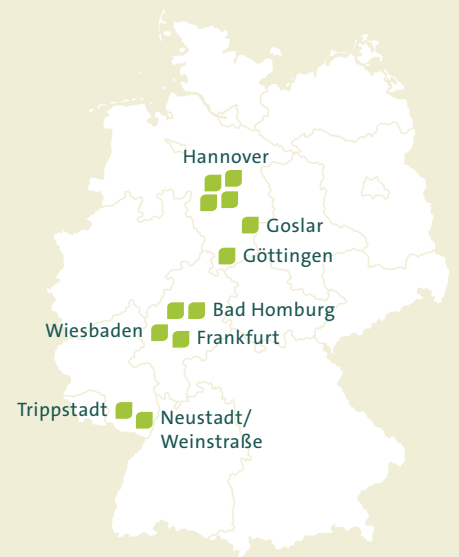 Hannover
Goslar
Göttingen
Bad Homburg
Wiesbaden
Frankfurt
Trippstadt
Neustadt/
Weinstraße